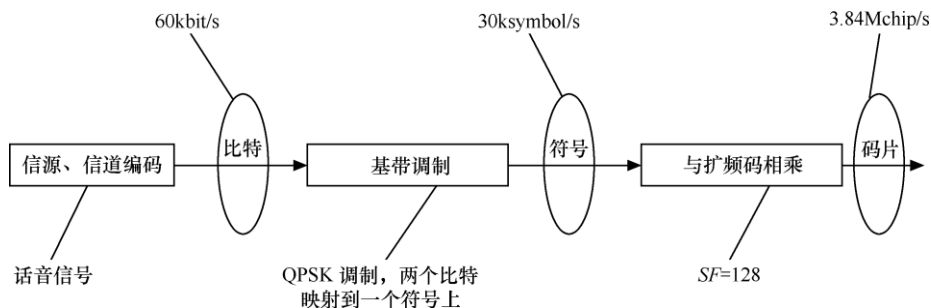 60kbit/s
30ksymbol/s
3.84Mchip/s
信源、信道编码
比特
基带调制
符号
与扩频码相乘
码片
话音信号
QPSK 调制，两个比特
映射到一个符号上
SF=128